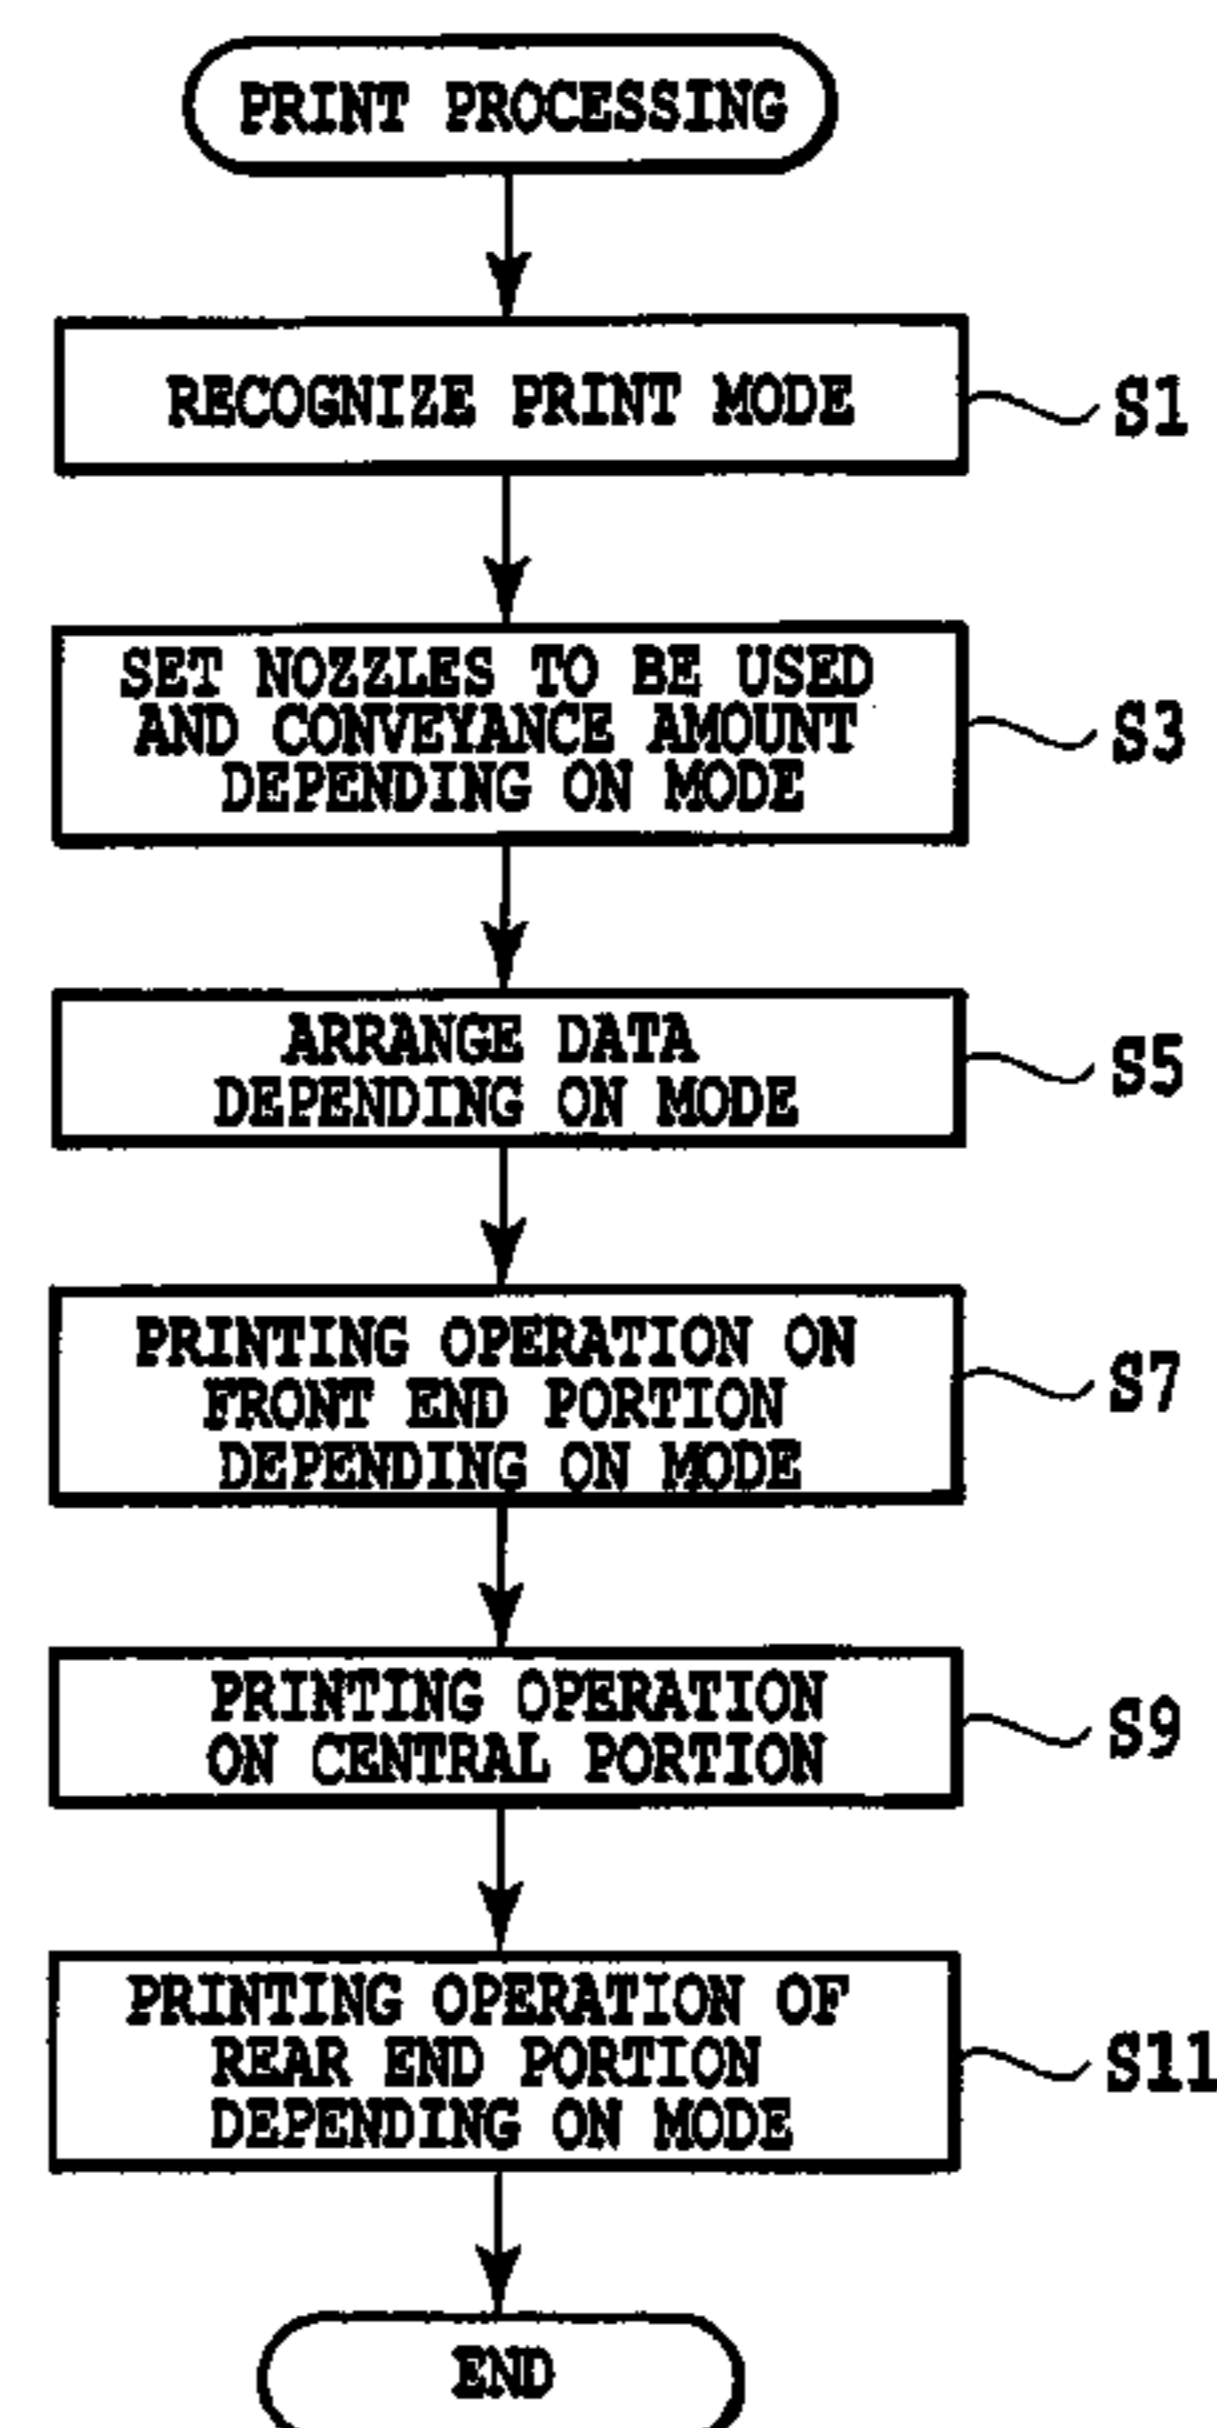 PRINT PROCESSING
RECOGNIZE PRINT MODE
S1
SET NOZZLES TO BE USED
AND CONVEYANCE AMOUNT
DEPENDING ON MODE
S3
ARRANGE DATA
DEPENDING ON MODE
S5
PRINTING OPERATION ON
FRONT END PORTION
DEPENDING ON MODE
S7
PRINTING OPERATION
ON CENTRAL PORTION
S9
PRINTING OPERATION OF
REAR END PORTION
DEPENDING ON MODE
S11
END